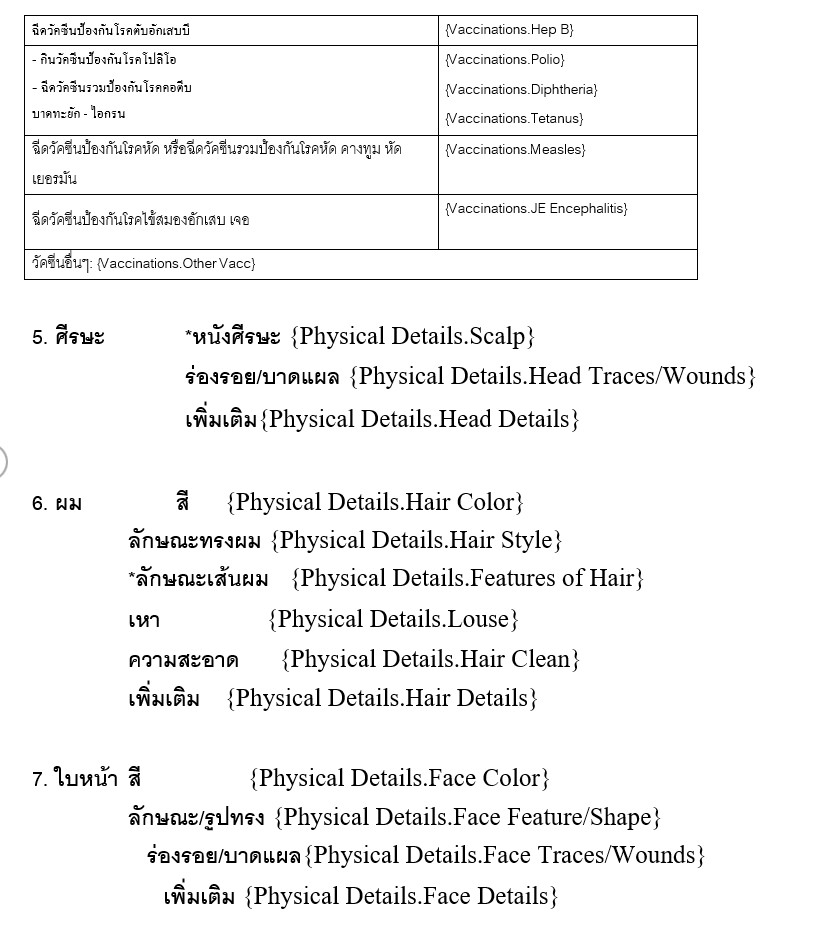 ฉีดวัคซีนป้องกันโรคตับอักเสบบี {Vaccinations.Hep B}
- กินวัคซีนป้องกันโรคโปลิโอ {Vaccinations.Polio}
- ฉีดวัคซีนรวมป้องกันโรคคอตีบ {Vaccinations.Diphtheria}
บาดทะยัก - ไอกรน {Vaccinations.Tetanus}
ฉีดวัคซีนป้องกันโรคหัด หรือฉีดวัคซีนรวมป้องกันโรคหัด คางทูม หัด {Vaccinations.Measles}
เยอรมัน
ฉีดวัคซีนป้องกันโรคไข้สมองอักเสบ เจอ {Vaccinations.JE Encephalitis}
วัคซีนอื่นๆ: {Vaccinations.Other Vacc}
5. ศีรษะ *หนังศีรษะ {Physical Details.Scalp}
ร่องรอย/บาดแผล {Physical Details.Head Traces/Wounds}
เพิ่มเติม{Physical Details.Head Details}
6. ผม สี {Physical Details.Hair Color}
ลักษณะทรงผม {Physical Details.Hair Style}
*ลักษณะเส้นผม {Physical Details.Features of Hair}
เหา {Physical Details.Louse}
ความสะอาด {Physical Details.Hair Clean}
เพิ่มเติม {Physical Details.Hair Details}
7. ใบหน้า สี {Physical Details.Face Color}
ลักษณะ/รูปทรง {Physical Details.Face Feature/Shape}
ร่องรอย/บาดแผล{Physical Details.Face Traces/Wounds}
เพิ่มเติม {Physical Details.Face Details}